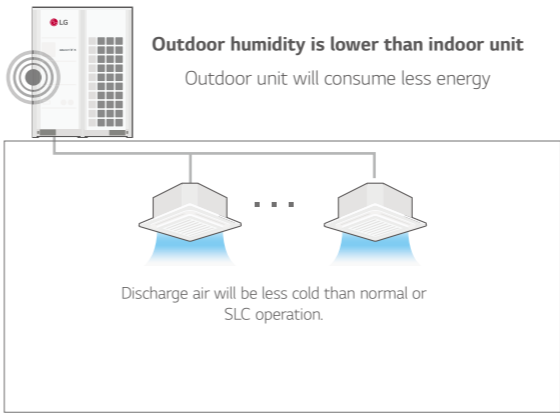 LG
Outdoor humidity is lower than indoor unit
Outdoor unit will consume less energy
Discharge air will be less cold than normal or
SLC operation.